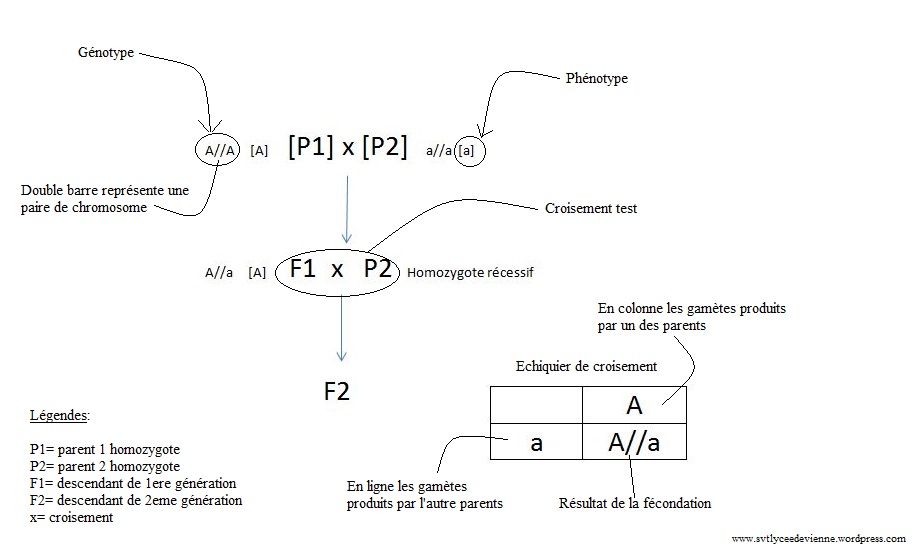 Génotype
Phénotype
A//A [A] [P1] x [P2] a//a [a]
Double barre représente une
paire de chromosome
Croisement test
A//a [A] F1 x P2 Homozygote récessif
En colonne les gamètes produits
par un des parents
Echiquier de croisement
F2
A
a A//a
Légendes:
P1= parent 1 homozygote
P2= parent 2 homozygote
F1= descendant de 1ere génération
F2= descendant de 2eme génération
x= croisement
En ligne les gamètes
produits par l'autre parents
Résultat de la fécondation
www.svtlyceedevienne.wordpress.com